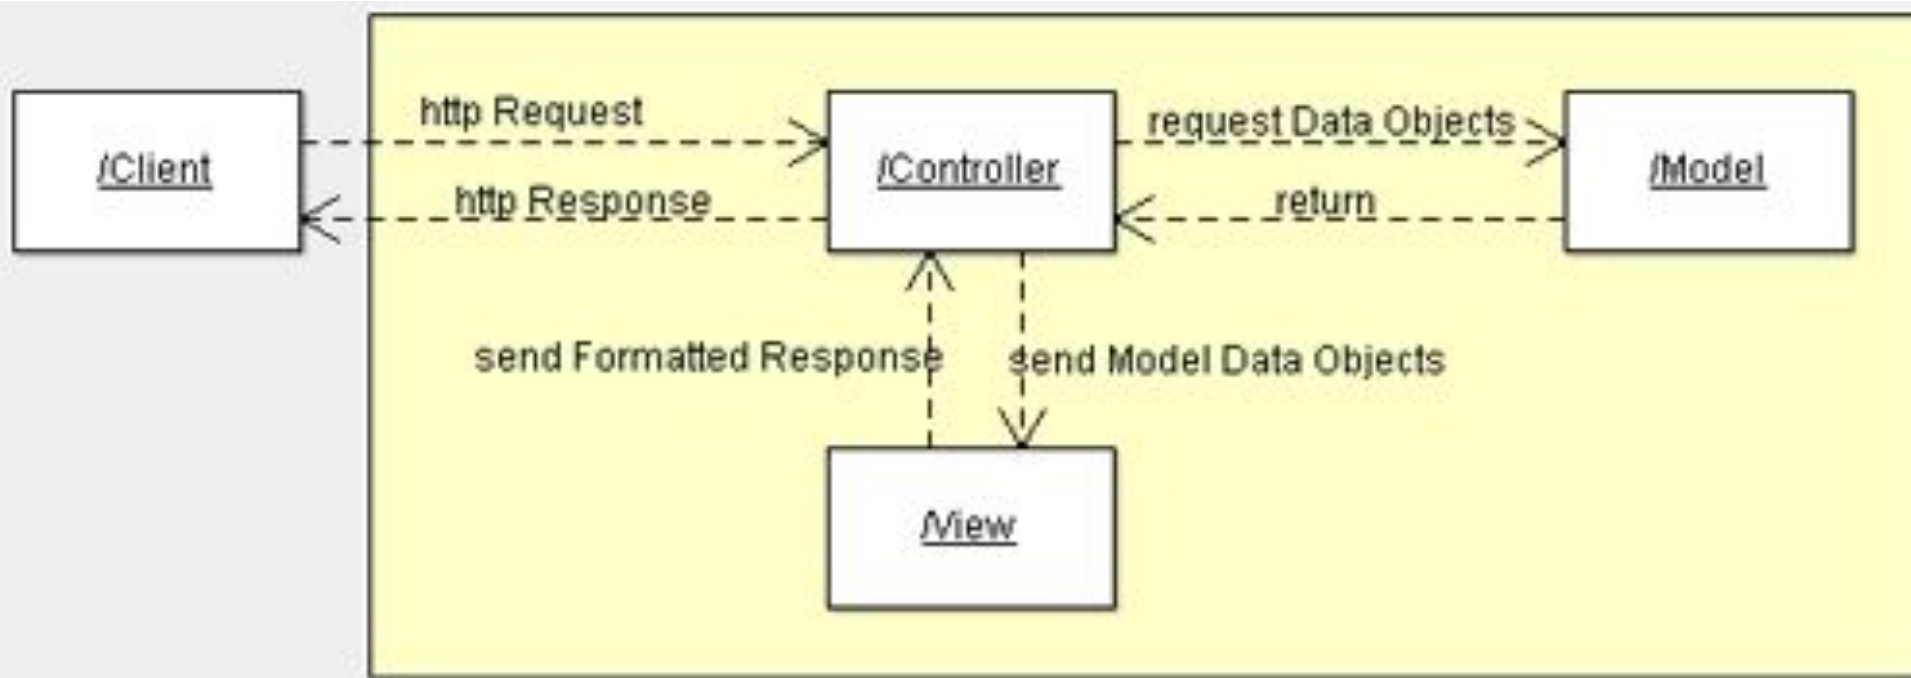 http Request
request Data Objects
/Client
/Controller
/Model
http Response
return
send Formatted Response
send Model Data Objects
/View